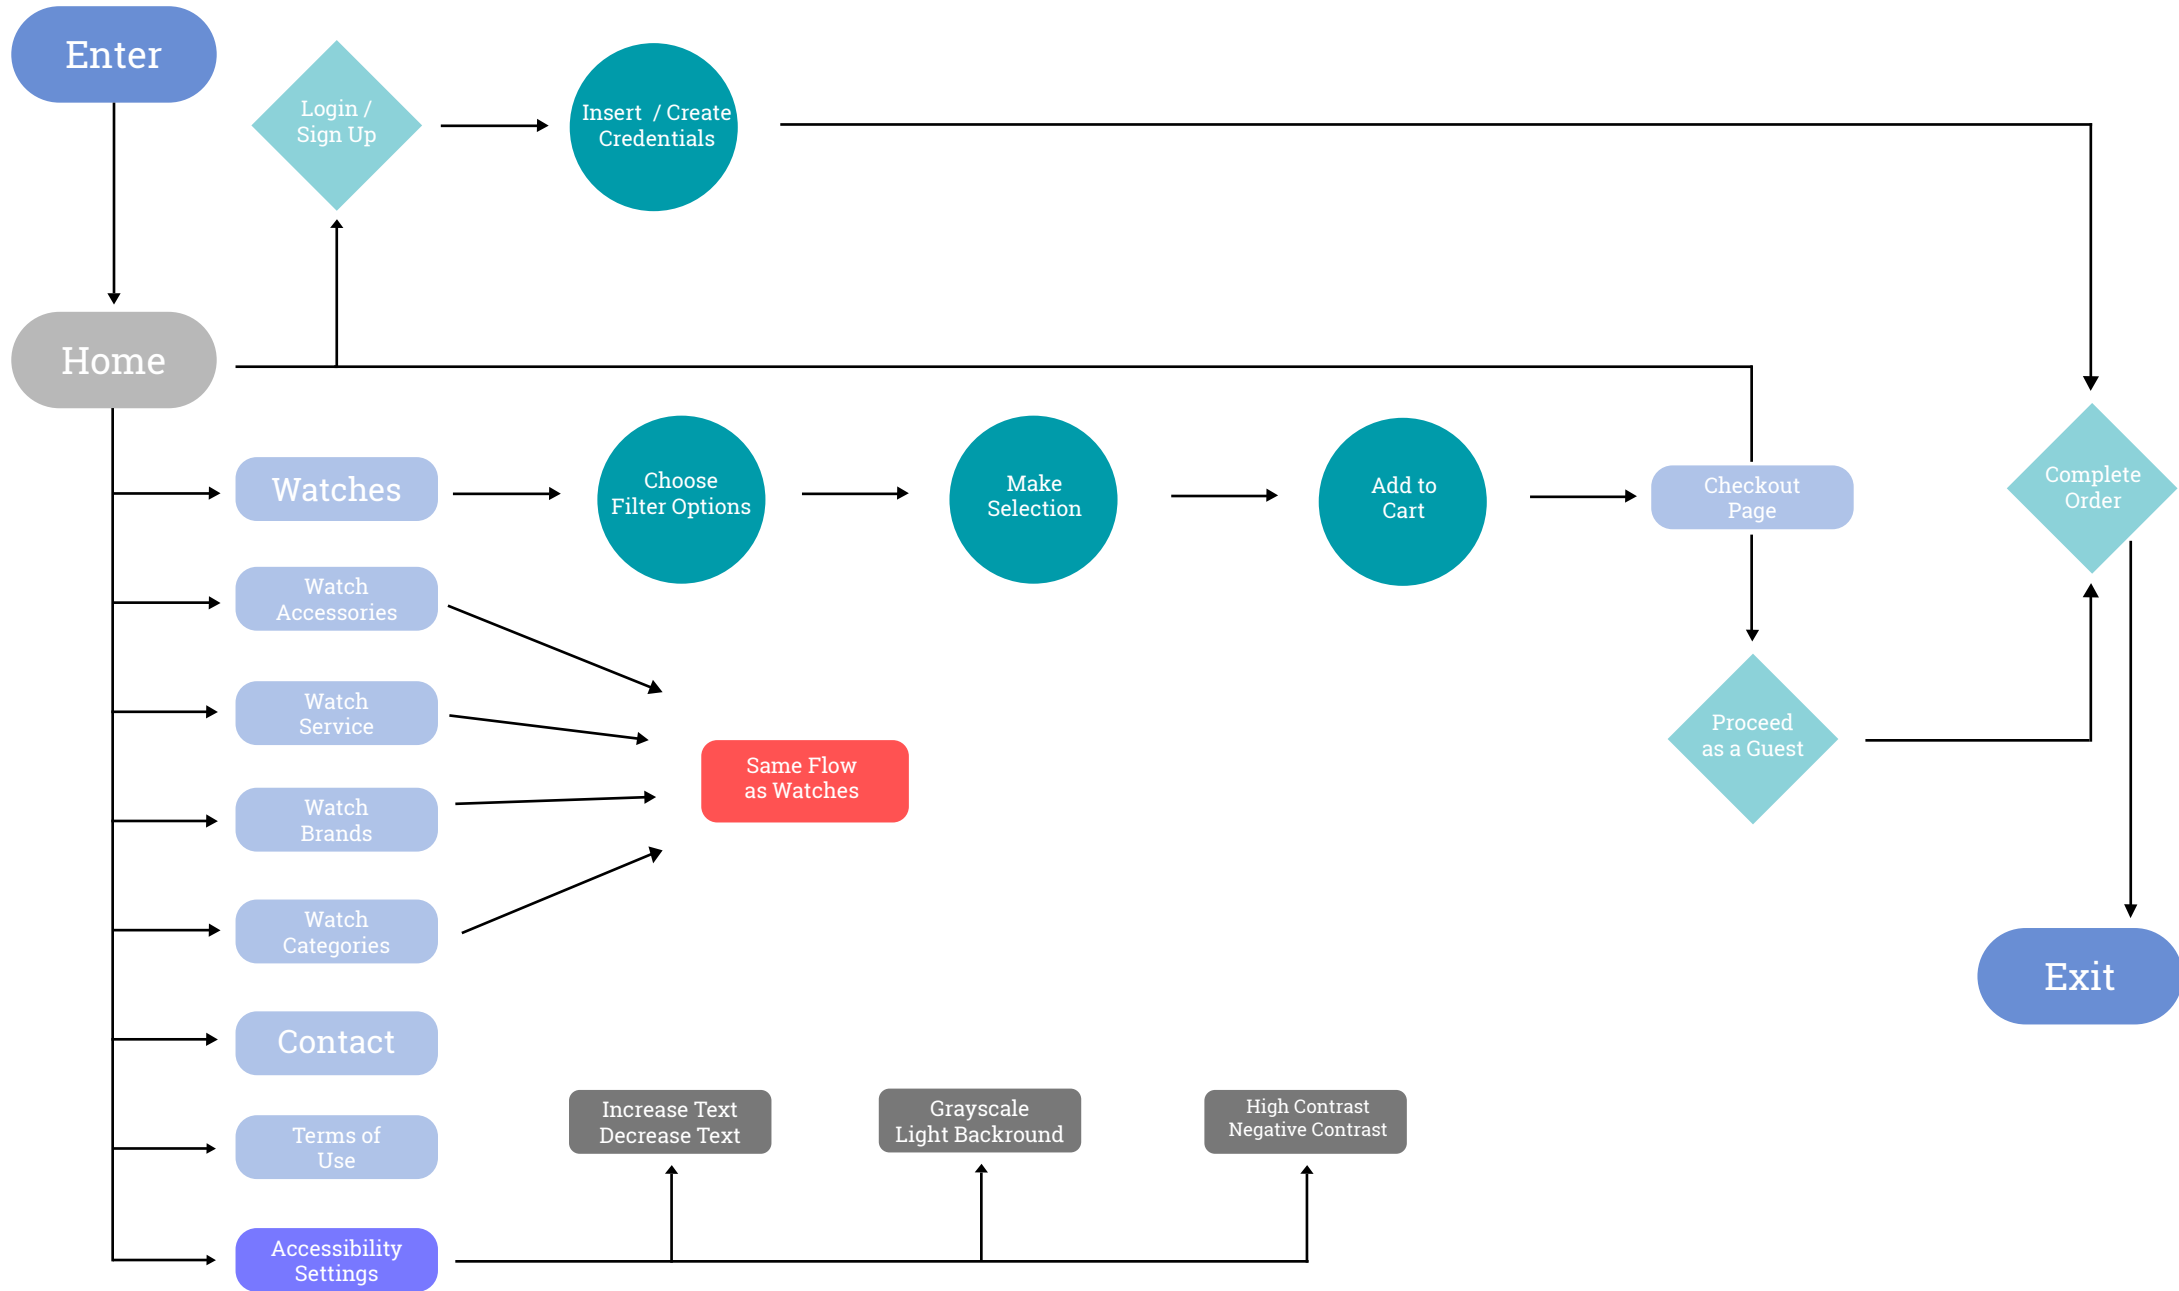 Enter
Login /
Sign Up
Insert  / Create
Credentials
Home
Watches
Choose
Filter Options
Make
Selection
Add to
Cart
Checkout
Page
Complete
Order
Watch
Accessories
Watch
Service
Same Flow
as Watches
Proceed
as a Guest
Watch
Brands
Watch
Categories
Exit
Contact
Increase Text
Decrease Text
Grayscale
Light Backround
High Contrast
Negative Contrast
Terms of
Use
Accessibility
Settings